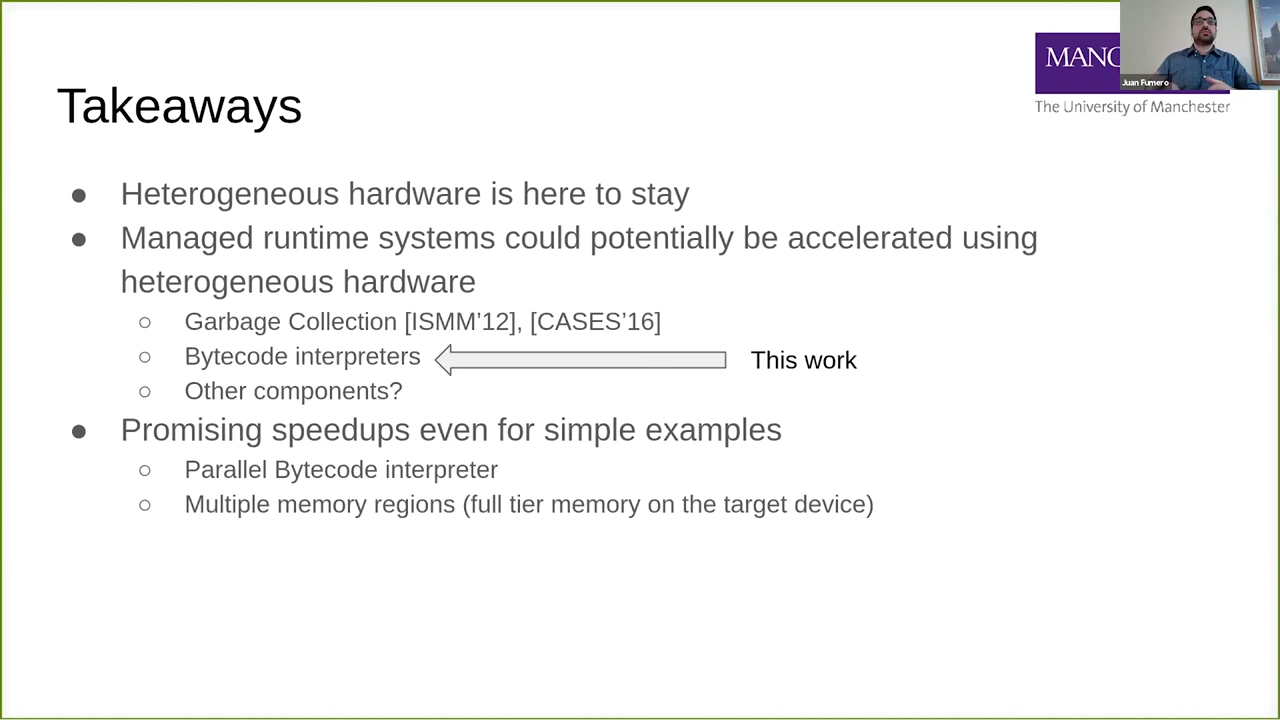 MANC
Juan Fumero
The University of Manchester
Takeaways
● Heterogeneous hardware is here to stay
● Managed runtime systems could potentially be accelerated using
heterogeneous hardware
○ Garbage Collection [ISMM’12], [CASES’16]
○ Bytecode interpreters
This work
○ Other components?
● Promising speedups even for simple examples
○ Parallel Bytecode interpreter
○ Multiple memory regions (full tier memory on the target device)